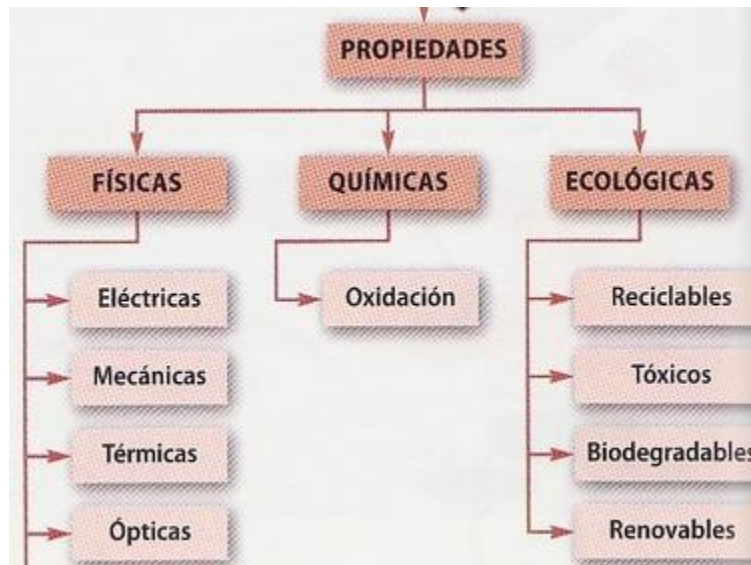 PROPIEDADES
FÍSICAS
Eléctricas
Mecánicas
Térmicas
Ópticas
QUÍMICAS
Oxidación
ECOLÓGICAS
Reciclables
Tóxicos
Biodegradables
Renovables